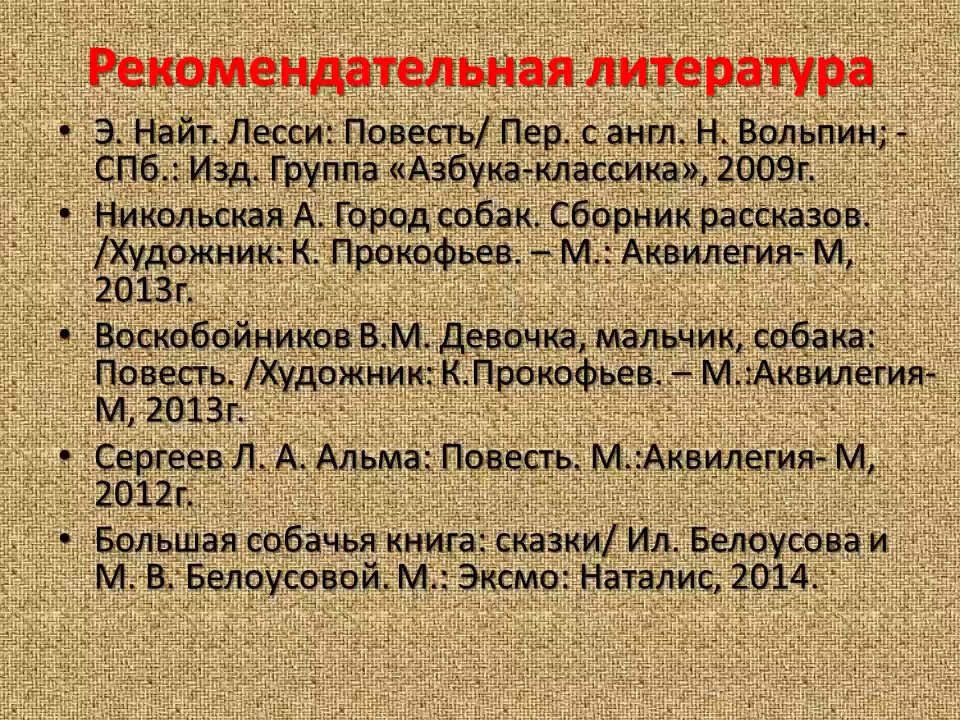 Рекомендательная литература
• Э. Найт. Лесси: Повесть/ Пер. с англ. Н. Вольпин; -
СПб.: Изд. Группа «Азбука-классика», 2009г.
• Никольская А. Город собак. Сборник рассказов.
/Художник: К. Прокофьев. – М.: Аквилегия- М,
2013г.
• Воскобойников В.М. Девочка, мальчик, собака:
Повесть. /Художник: К.Прокофьев. – М.:Аквилегия-
М, 2013г.
• Сергеев Л. А. Альма: Повесть. М.:Аквилегия- М,
2012г.
• Большая собачья книга: сказки/ Ил. Белоусова и
М. В. Белоусовой. М.: Эксмо: Наталис, 2014.